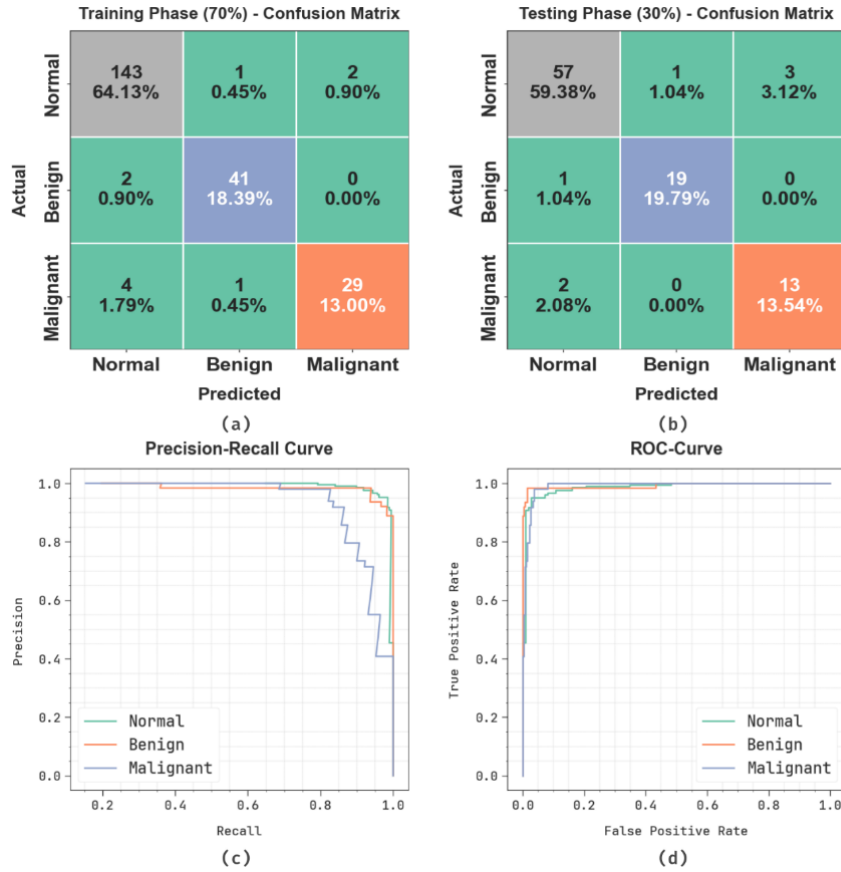 Training Phase (70%) - Confusion Matrix
Normal
143
64.13%
1
0.45%
2
0.90%
Actual
Benign
2
0.90%
41
18.39%
0
0.00%
Malignant
4
1.79%
1
0.45%
29
13.00%
Normal Benign Malignant
Predicted
(a)
Testing Phase (30%) - Confusion Matrix
Normal
57
59.38%
1
1.04%
3
3.12%
Actual
Benign
1
1.04%
19
19.79%
0
0.00%
Malignant
2
2.08%
0
0.00%
13
13.54%
Normal Benign Malignant
Predicted
(b)
Precision-Recall Curve
Precision
1.0
0.8
0.6
0.4
0.2
0.0
Normal
Benign
Malignant
0.2 0.4 0.6 0.8 1.0
Recall
(c)
ROC-Curve
True Positive Rate
1.0
0.8
0.6
0.4
0.2
0.0
Normal
Benign
Malignant
0.0 0.2 0.4 0.6 0.8 1.0
False Positive Rate
(d)